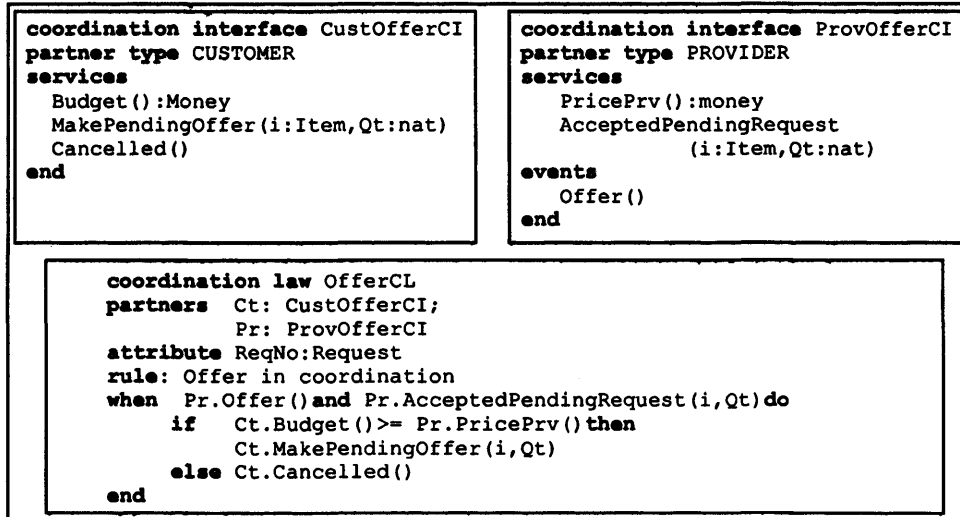 coordination interface CustOfferCI
partner type CUSTOMER
services
Budget():Money
MakePendingOffer(i:Item,Qt:nat)
Cancelled()
end
coordination interface ProvOfferCI
partner type PROVIDER
services
PricePrv():money
AcceptedPendingRequest
(i:Item,Qt:nat)
events
Offer()
end
coordination law OfferCL
partners Ct: CustOfferCI;
Pr: ProvOfferCI
attribute ReqNo:Request
rule: Offer in coordination
when Pr.Offer()and Pr.AcceptedPendingRequest(i,Qt)do
if Ct.Budget()>= Pr.PricePrv()then
Ct.MakePendingOffer(i,Qt)
else Ct.Cancelled()
end